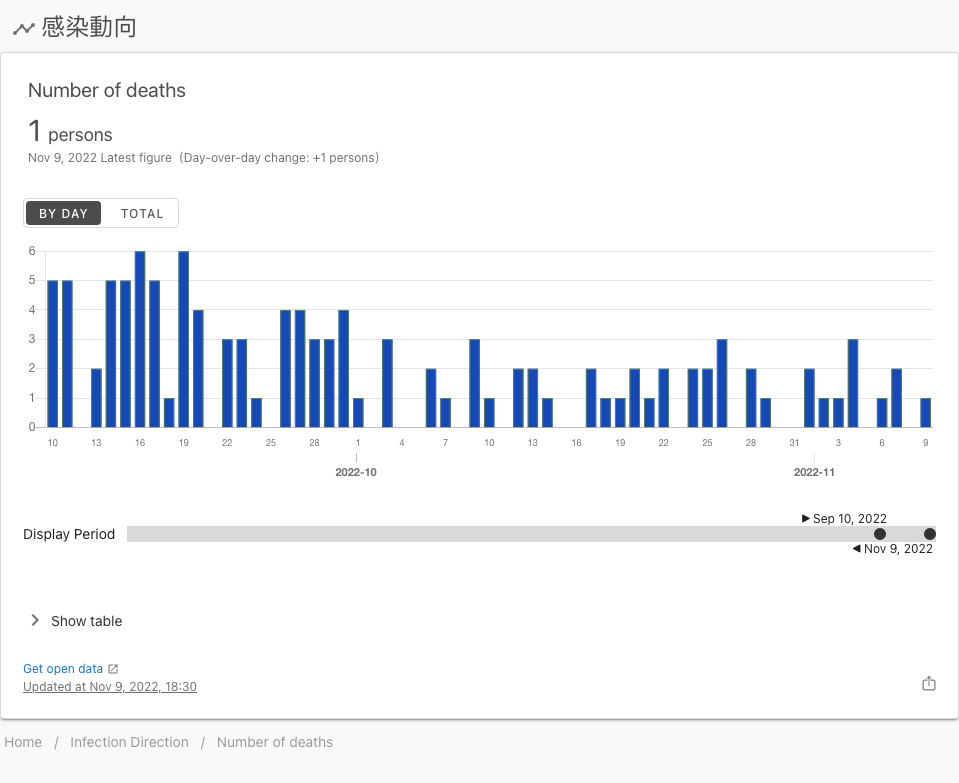 感染動向
Number of deaths
1 persons
Nov 9, 2022 Latest figure (Day-over-day change: +1 persons)
BY DAY TOTAL
6
5
4
3
2
1
0
10 13 16 19 22 25 28 1 4 7 10 13 16 19 22 25 28 31 3 6 9
2022-10 2022-11
Sep 10, 2022
Display Period
Nov 9, 2022
Show table
Get open data
Updated at Nov 9, 2022, 18:30
Home / Infection Direction / Number of deaths